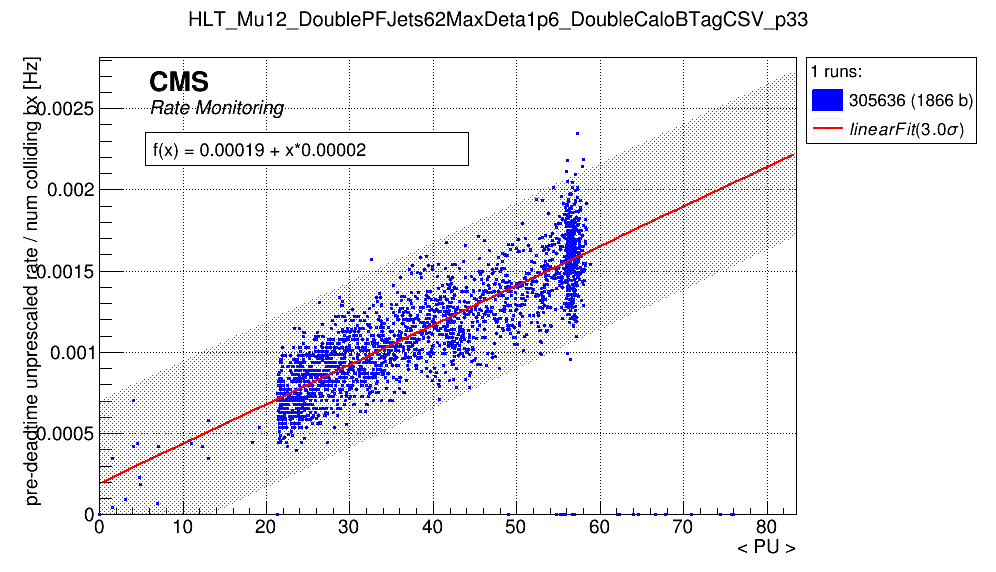 HLT_Mu12_DoublePFJets62MaxDeta1p6_DoubleCaloBTagCSV_p33
pre-deadtime unprescaled rate / num colliding bx [Hz]
CMS
Rate Monitoring
f(x) = 0.00019 + x*0.00002
1 runs:
305636 (1866 b)
linearFit(3.0σ)
0.0025
0.002
0.0015
0.001
0.0005
0
0 10 20 30 40 50 60 70 80
< PU >